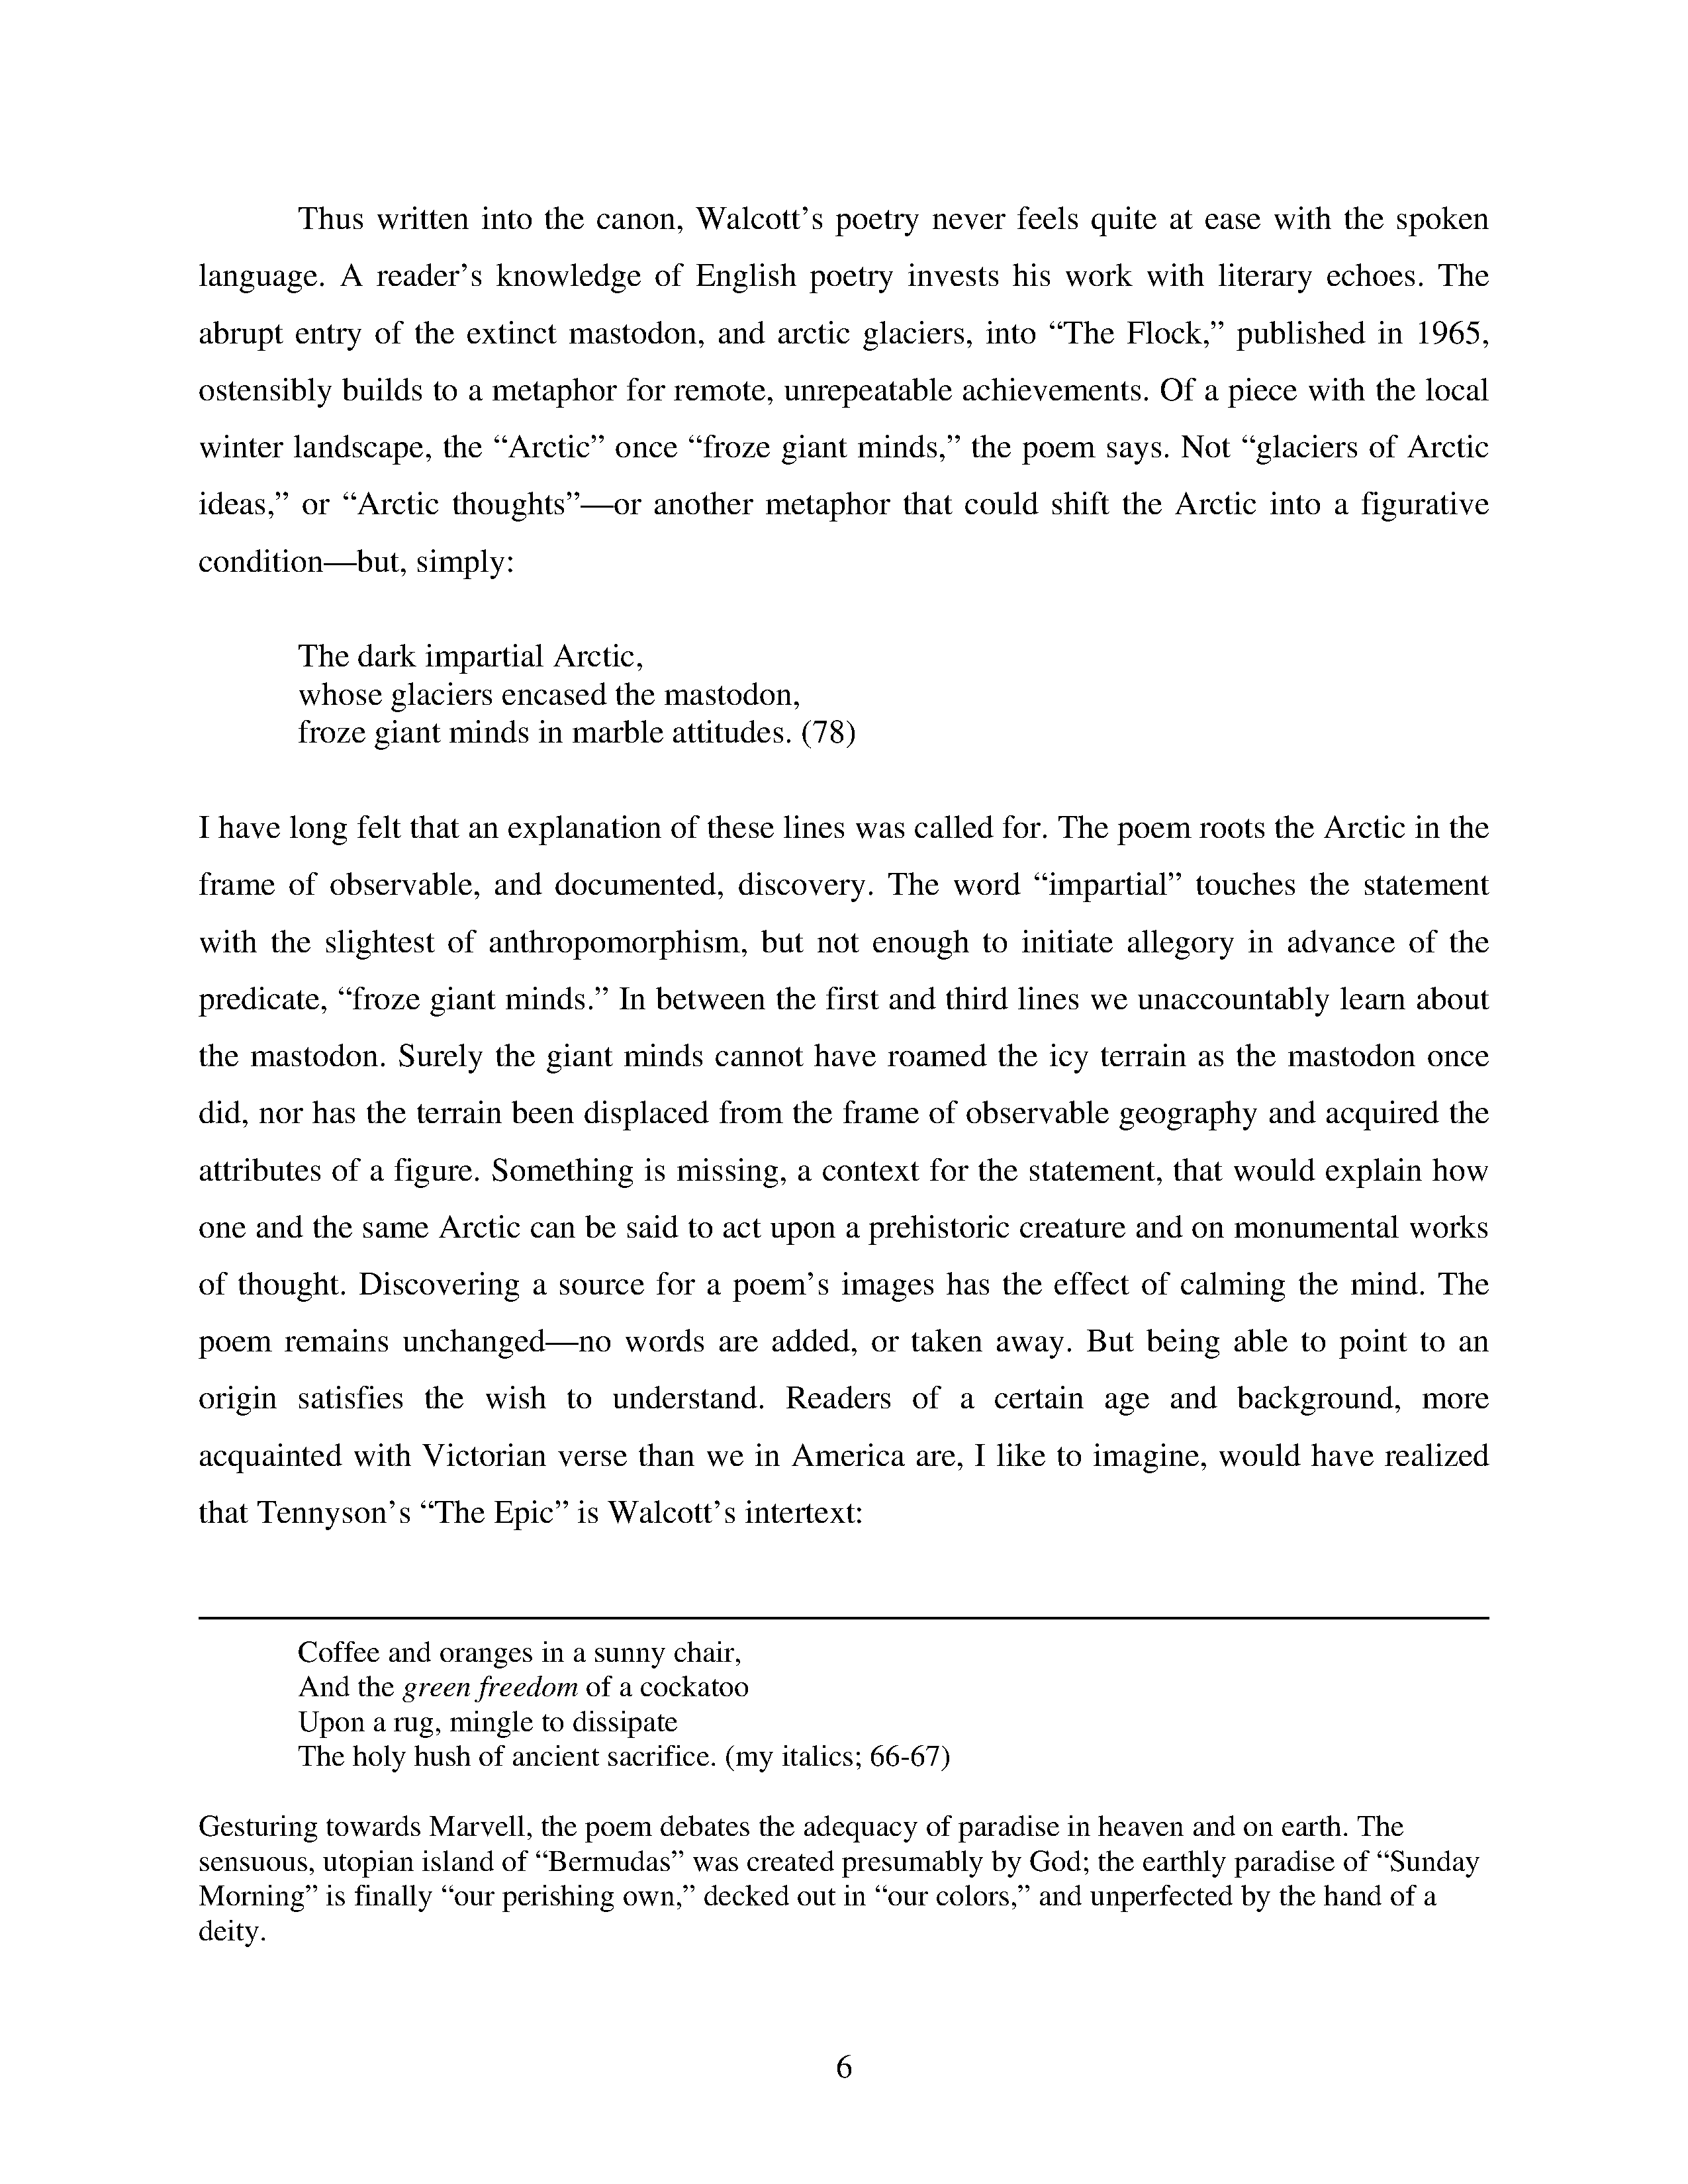 Thus written into the canon, Walcott’s poetry never feels quite at ease with the spoken
language. A reader’s knowledge of English poetry invests his work with literary echoes. The
abrupt entry of the extinct mastodon, and arctic glaciers, into “The Flock,” published in 1965,
ostensibly builds to a metaphor for remote, unrepeatable achievements. Of a piece with the local
winter landscape, the “Arctic” once “froze giant minds,” the poem says. Not “glaciers of Arctic
ideas,” or “Arctic thoughts”—or another metaphor that could shift the Arctic into a figurative
condition—but, simply:
The dark impartial Arctic,
whose glaciers encased the mastodon,
froze giant minds in marble attitudes. (78)
I have long felt that an explanation of these lines was called for. The poem roots the Arctic in the
frame of observable, and documented, discovery. The word “impartial” touches the statement
with the slightest of anthropomorphism, but not enough to initiate allegory in advance of the
predicate, “froze giant minds.” In between the first and third lines we unaccountably learn about
the mastodon. Surely the giant minds cannot have roamed the icy terrain as the mastodon once
did, nor has the terrain been displaced from the frame of observable geography and acquired the
attributes of a figure. Something is missing, a context for the statement, that would explain how
one and the same Arctic can be said to act upon a prehistoric creature and on monumental works
of thought. Discovering a source for a poem’s images has the effect of calming the mind. The
poem remains unchanged—no words are added, or taken away. But being able to point to an
origin satisfies the wish to understand. Readers of a certain age and background, more
acquainted with Victorian verse than we in America are, I like to imagine, would have realized
that Tennyson’s “The Epic” is Walcott’s intertext:
Coffee and oranges in a sunny chair,
And the green freedom of a cockatoo
Upon a rug, mingle to dissipate
The holy hush of ancient sacrifice. (my italics; 66-67)
Gesturing towards Marvell, the poem debates the adequacy of paradise in heaven and on earth. The
sensuous, utopian island of “Bermudas” was created presumably by God; the earthly paradise of “Sunday
Morning” is finally “our perishing own,” decked out in “our colors,” and unperfected by the hand of a
deity.
6